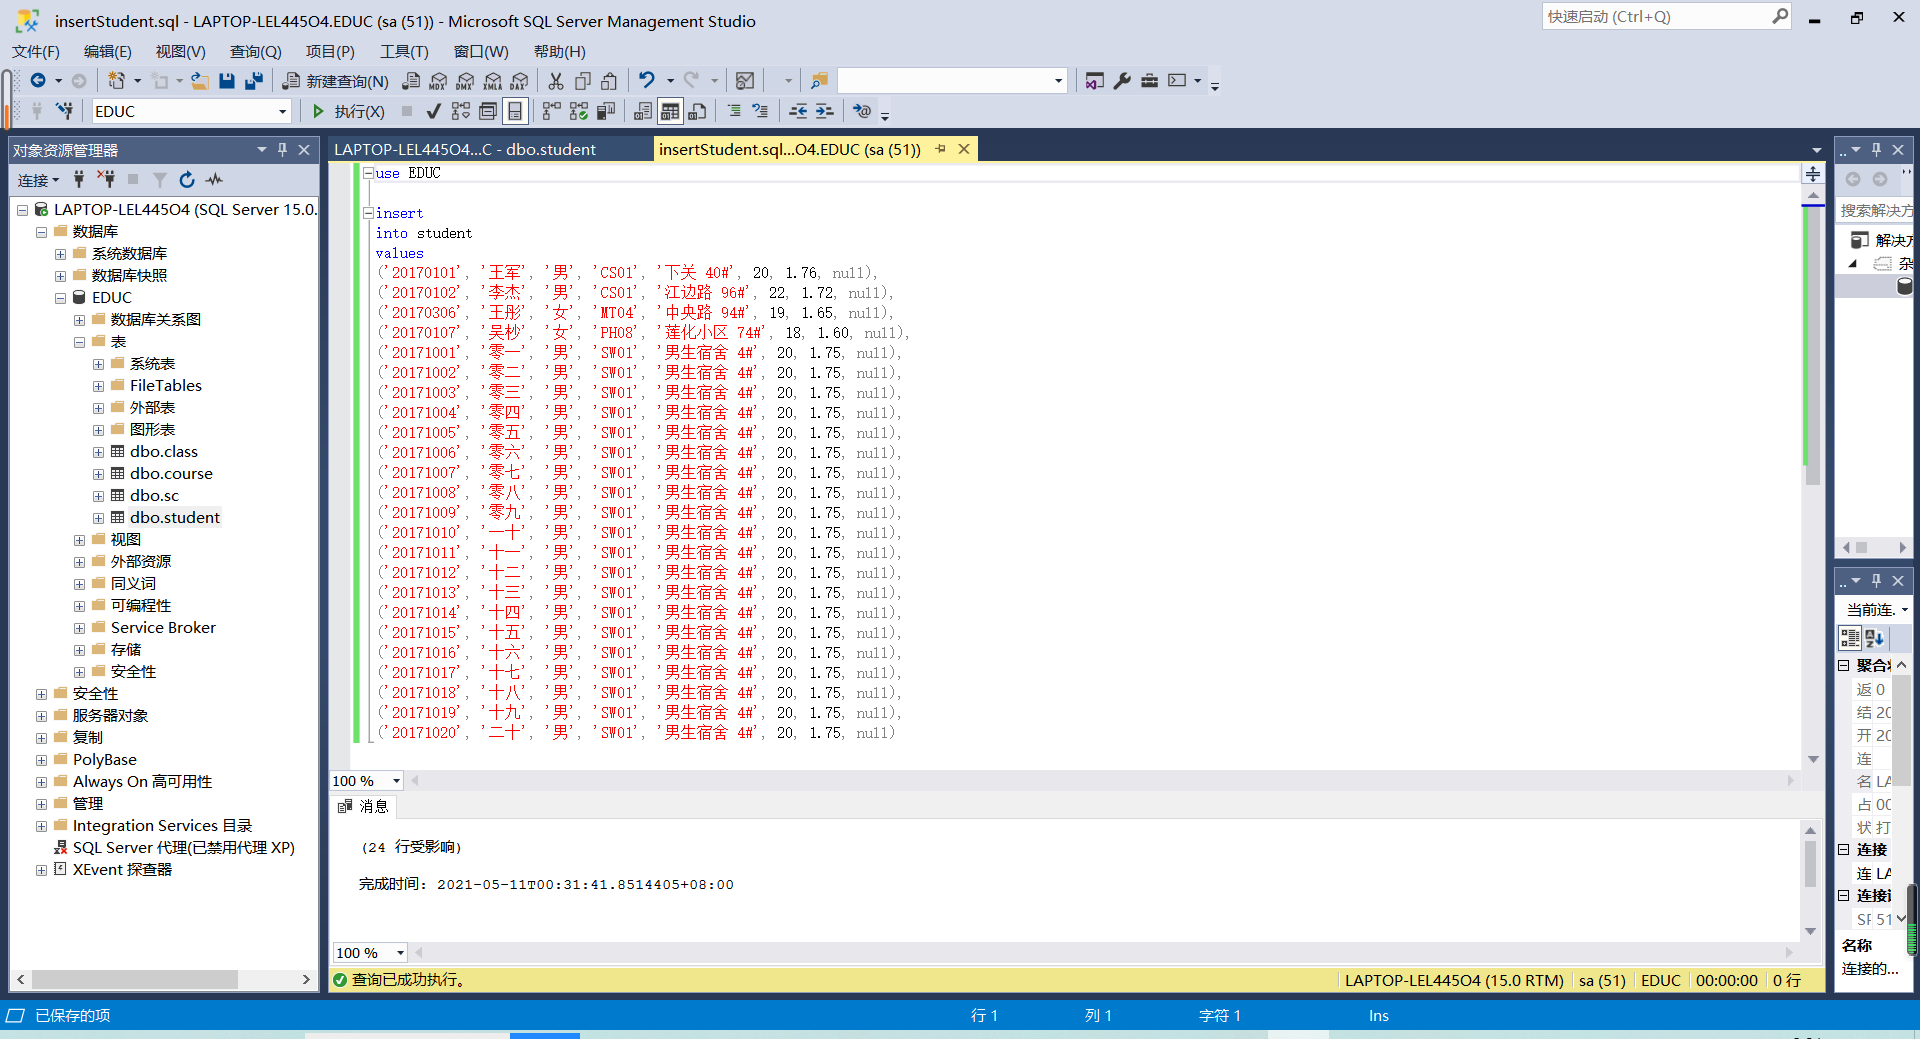 insertStudent.sql - LAPTOP-LEL445O4.EDUC (sa (51)) - Microsoft SQL Server Management Studio
快速启动 (Ctrl+Q)
文件(F) 编辑(E) 视图(V) 查询(Q) 项目(P) 工具(T) 窗口(W) 帮助(H)
新建查询(N) MDX DMX XMLA DAX
EDUC 执行(X)
对象资源管理器
连接
LAPTOP-LEL445O4 (SQL Server 15.0.
数据库
系统数据库
数据库快照
EDUC
数据库关系图
表
系统表
FileTables
外部表
图形表
dbo.class
dbo.course
dbo.sc
dbo.student
视图
外部资源
同义词
可编程性
Service Broker
存储
安全性
安全性
服务器对象
复制
PolyBase
Always On 高可用性
管理
Integration Services 目录
SQL Server 代理(已禁用代理 XP)
XEvent 探查器
LAPTOP-LEL445O4...C - dbo.student
insertStudent.sql...O4.EDUC (sa (51))
use EDUC
insert
into student
values
('20170101', '王军', '男', 'CS01', '下关 40#', 20, 1.76, null),
('20170102', '李杰', '男', 'CS01', '江边路 96#', 22, 1.72, null),
('20170306', '王彤', '女', 'MT04', '中央路 94#', 19, 1.65, null),
('20170107', '吴杪', '女', 'PH08', '莲化小区 74#', 18, 1.60, null),
('20171001', '零一', '男', 'SW01', '男生宿舍 4#', 20, 1.75, null),
('20171002', '零二', '男', 'SW01', '男生宿舍 4#', 20, 1.75, null),
('20171003', '零三', '男', 'SW01', '男生宿舍 4#', 20, 1.75, null),
('20171004', '零四', '男', 'SW01', '男生宿舍 4#', 20, 1.75, null),
('20171005', '零五', '男', 'SW01', '男生宿舍 4#', 20, 1.75, null),
('20171006', '零六', '男', 'SW01', '男生宿舍 4#', 20, 1.75, null),
('20171007', '零七', '男', 'SW01', '男生宿舍 4#', 20, 1.75, null),
('20171008', '零八', '男', 'SW01', '男生宿舍 4#', 20, 1.75, null),
('20171009', '零九', '男', 'SW01', '男生宿舍 4#', 20, 1.75, null),
('20171010', '一十', '男', 'SW01', '男生宿舍 4#', 20, 1.75, null),
('20171011', '十一', '男', 'SW01', '男生宿舍 4#', 20, 1.75, null),
('20171012', '十二', '男', 'SW01', '男生宿舍 4#', 20, 1.75, null),
('20171013', '十三', '男', 'SW01', '男生宿舍 4#', 20, 1.75, null),
('20171014', '十四', '男', 'SW01', '男生宿舍 4#', 20, 1.75, null),
('20171015', '十五', '男', 'SW01', '男生宿舍 4#', 20, 1.75, null),
('20171016', '十六', '男', 'SW01', '男生宿舍 4#', 20, 1.75, null),
('20171017', '十七', '男', 'SW01', '男生宿舍 4#', 20, 1.75, null),
('20171018', '十八', '男', 'SW01', '男生宿舍 4#', 20, 1.75, null),
('20171019', '十九', '男', 'SW01', '男生宿舍 4#', 20, 1.75, null),
('20171020', '二十', '男', 'SW01', '男生宿舍 4#', 20, 1.75, null)
100 %
消息
(24 行受影响)
完成时间: 2021-05-11T00:31:41.8514405+08:00
100 %
查询已成功执行。
LAPTOP-LEL445O4 (15.0 RTM) sa (51) EDUC 00:00:00 0 行
搜索解决方
解决方
杂
当前连.
聚合
返 0
结 20
开 20
连
名 LA
占 00
状 打
连接
连 LA
连接
SF 51
名称
连接的...
已保存的项 行 1 列 1 字符 1 Ins